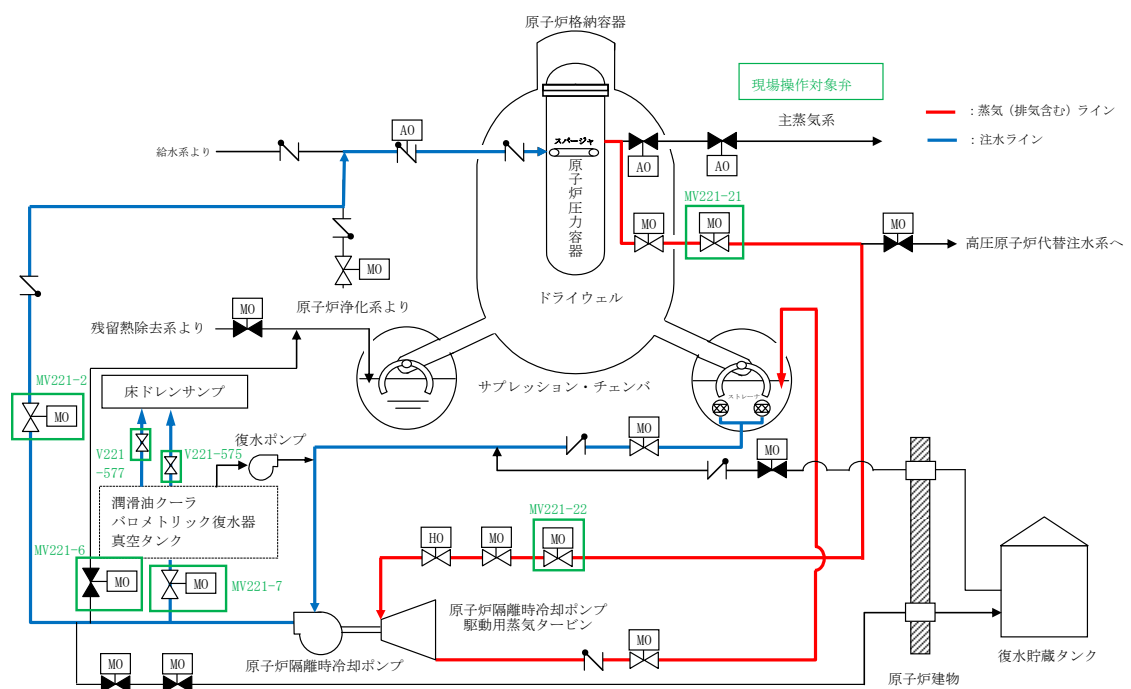 原子炉格納容器
現場操作対象弁
:蒸気(排気含む)ライン
:注水ライン
主蒸気系
給水系より
AO
スパージャ
原子炉圧力容器
AO
AO
MV221-21
MO
MO
MO
高圧原子炉代替注水系へ
MO
ドライウェル
原子炉浄化系より
MO
残留熱除去系より
MV221-2
MO
床ドレンサンプ
サプレッション・チェンバ
ストレーナ
V221
-577
V221-575
復水ポンプ
MO
MO
潤滑油クーラ
バロメトリック復水器
真空タンク
MV221-22
HO
MO
MO
MV221-6
MO
MO
MV221-7
原子炉隔離時冷却ポンプ
駆動用蒸気タービン
MO
原子炉隔離時冷却ポンプ
MO
MO
復水貯蔵タンク
原子炉建物